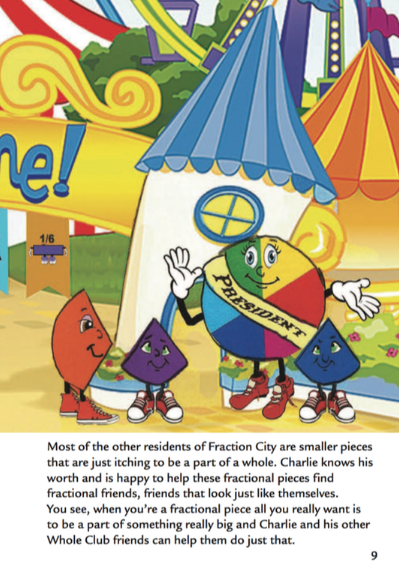 ne!
1/6
PRESIDENT
Most of the other residents of Fraction City are smaller pieces
that are just itching to be a part of a whole. Charlie knows his
worth and is happy to help these fractional pieces find
fractional friends, friends that look just like themselves.
You see, when you're a fractional piece all you really want is
to be a part of something really big and Charlie and his other
Whole Club friends can help them do just that.
9